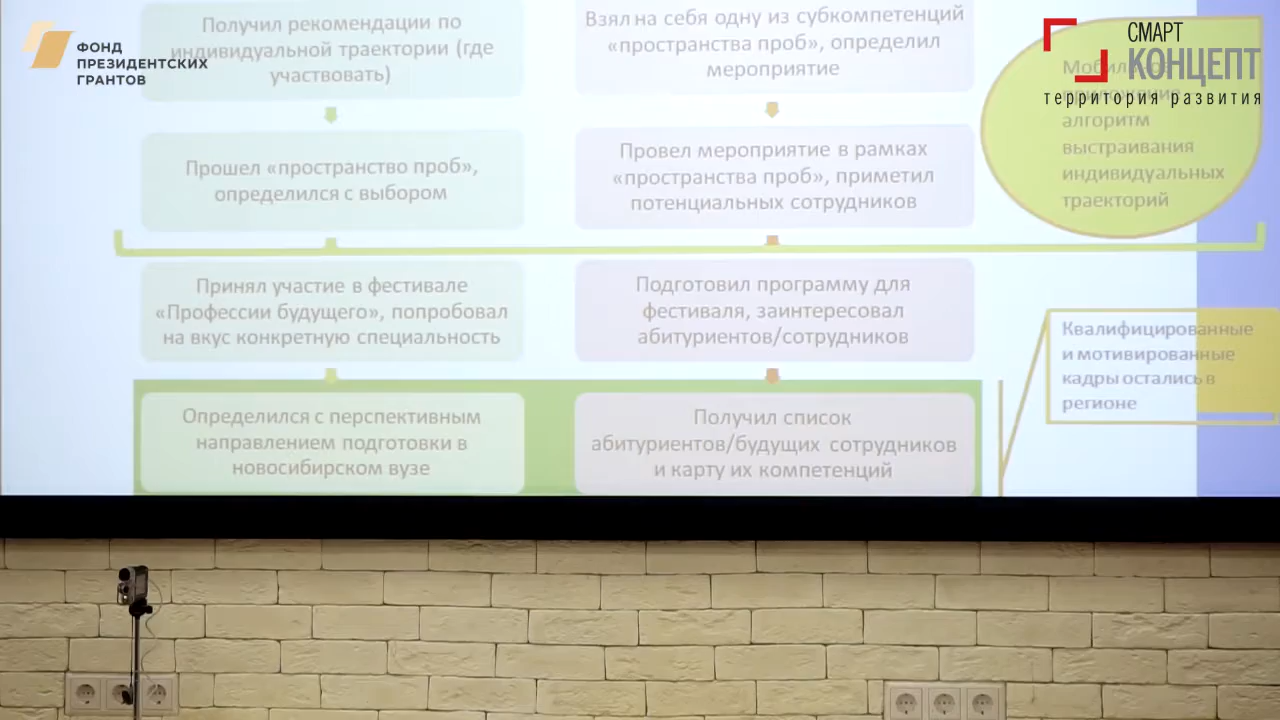 ФОНД
ПРЕЗИДЕНТСКИХ
ГРАНТОВ
СМАРТ
КОНЦЕПТ
территория развития
Получил рекомендации по
индивидуальной траектории (где
участвовать)
Прошел «пространство проб»,
определился с выбором
Принял участие в фестивале
«Профессии будущего», попробовал
на вкус конкретную специальность
Определился с перспективным
направлением подготовки в
новосибирском вузе
Взял на себя одну из субкомпетенций
«пространства проб», определил
мероприятие
Провел мероприятие в рамках
«пространства проб», приметил
потенциальных сотрудников
Подготовил программу для
фестиваля, заинтересовал
абитуриентов/сотрудников
Получил список
абитуриентов/будущих сотрудников
и карту их компетенций
алгоритм
выстраивания
индивидуальных
траекторий
Квалифицированные
и мотивированные
кадры остались в
регионе